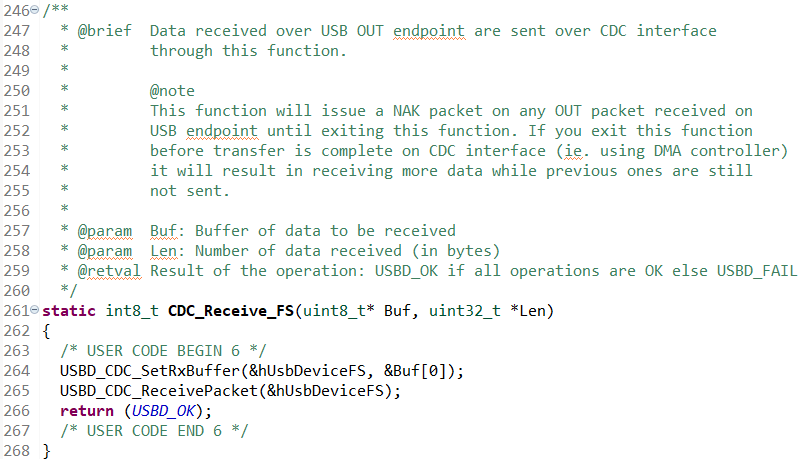 246 /**
247   * @brief  Data received over USB OUT endpoint are sent over CDC interface
248   *         through this function.
249   *
250   *         @note
251   *         This function will issue a NAK packet on any OUT packet received on
252   *         USB endpoint until exiting this function. If you exit this function
253   *         before transfer is complete on CDC interface (ie. using DMA controller)
254   *         it will result in receiving more data while previous ones are still
255   *         not sent.
256   *
257   * @param  Buf: Buffer of data to be received
258   * @param  Len: Number of data received (in bytes)
259   * @retval Result of the operation: USBD_OK if all operations are OK else USBD_FAIL
260   */
261 static int8_t CDC_Receive_FS(uint8_t* Buf, uint32_t *Len)
262 {
263   /* USER CODE BEGIN 6 */
264   USBD_CDC_SetRxBuffer(&hUsbDeviceFS, &Buf[0]);
265   USBD_CDC_ReceivePacket(&hUsbDeviceFS);
266   return (USBD_OK);
267   /* USER CODE END 6 */
268 }